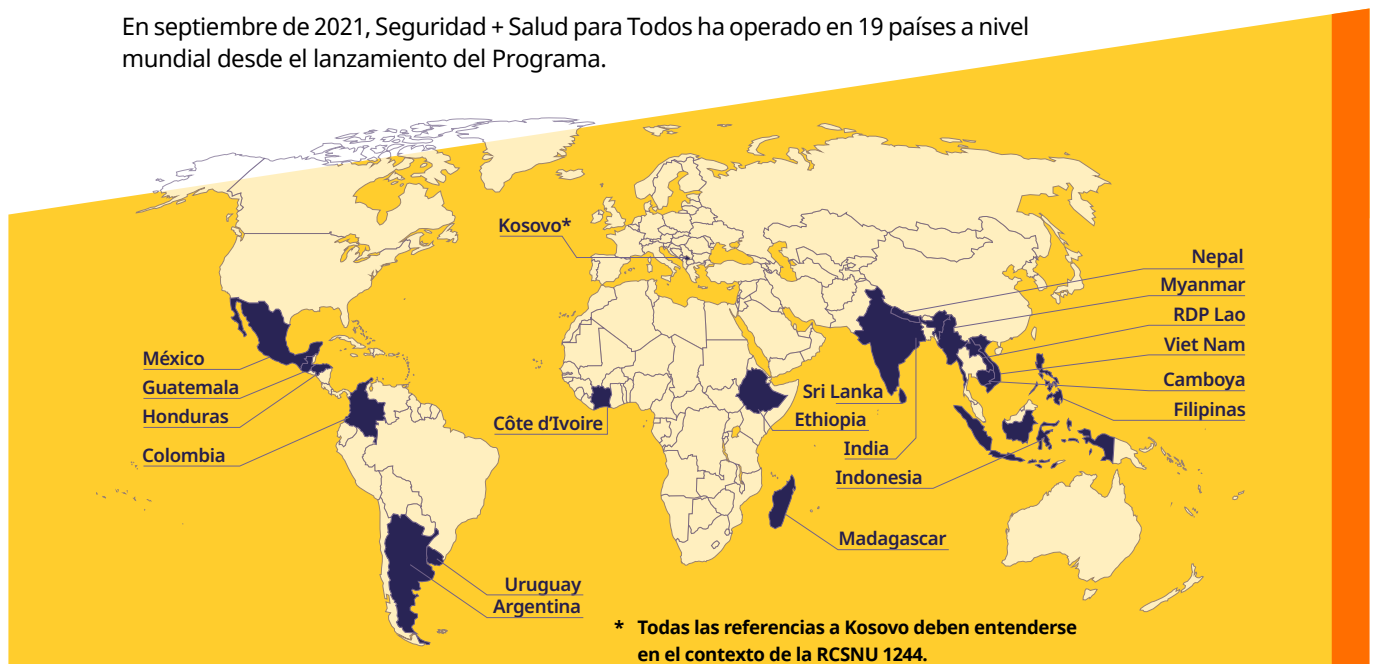 En septiembre de 2021, Seguridad + Salud para Todos ha operado en 19 países a nivel
mundial desde el lanzamiento del Programa.
Kosovo*
Nepal
Myanmar
RDP Lao
Viet Nam
Camboya
Filipinas
México
Guatemala
Honduras
Colombia
Côte d’Ivoire
Sri Lanka
Ethiopia
India
Indonesia
Madagascar
Uruguay
Argentina
* Todas las referencias a Kosovo deben entenderse
en el contexto de la RCSNU 1244.